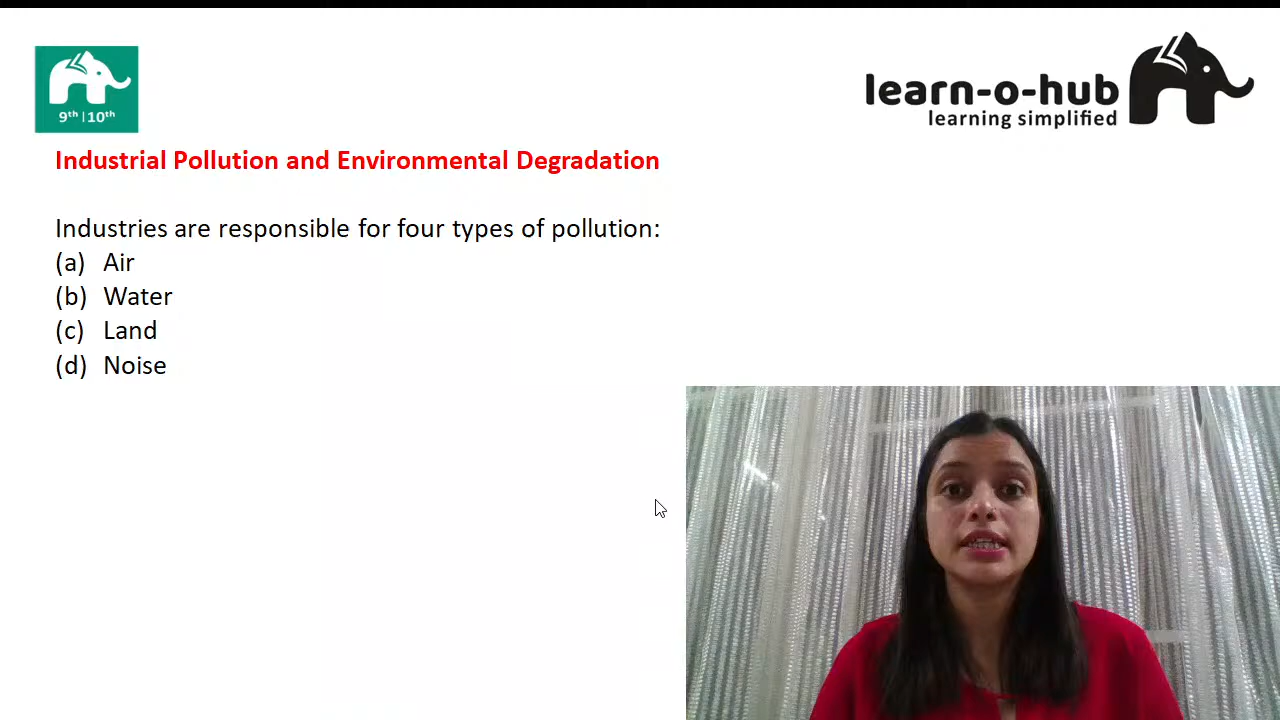 9th | 10th
learn-o-hub
learning simplified
Industrial Pollution and Environmental Degradation
Industries are responsible for four types of pollution:
(a) Air
(b) Water
(c) Land
(d) Noise